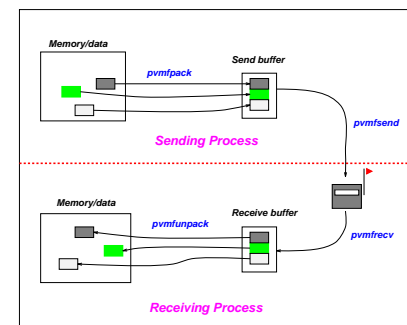 Memory/data
Send buffer
pvmfpack
pvmfsend
Sending Process
Memory/data
Receive buffer
pvmfunpack
pvmfrecv
Receiving Process